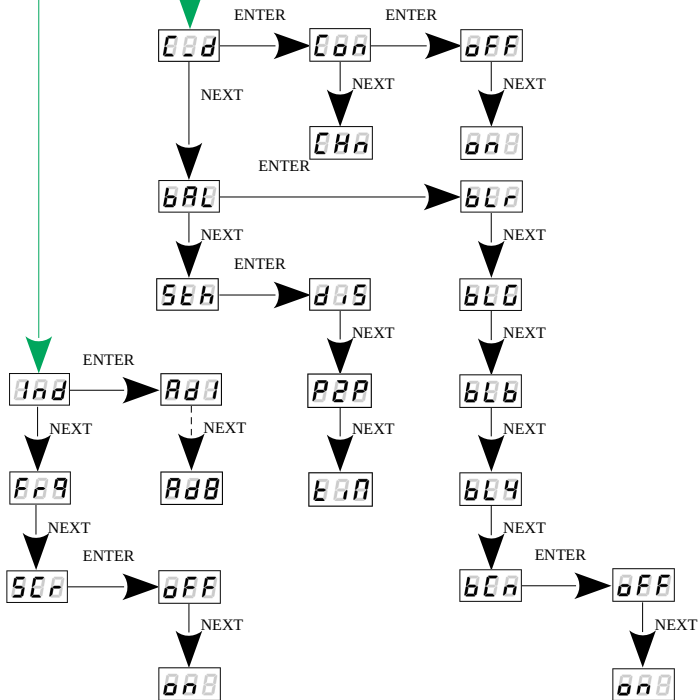 ENTER ENTER
C_d Con oFF
NEXT NEXT NEXT
CHn on
ENTER
bAL bLr
NEXT NEXT
ENTER
Sth diS bLG
NEXT NEXT
ENTER
Ind Ad1 P2P bLb
NEXT NEXT NEXT NEXT
Fr9 Ad8 tiM bL4
NEXT NEXT
ENTER ENTER
SCr oFF bCn oFF
NEXT NEXT
on on